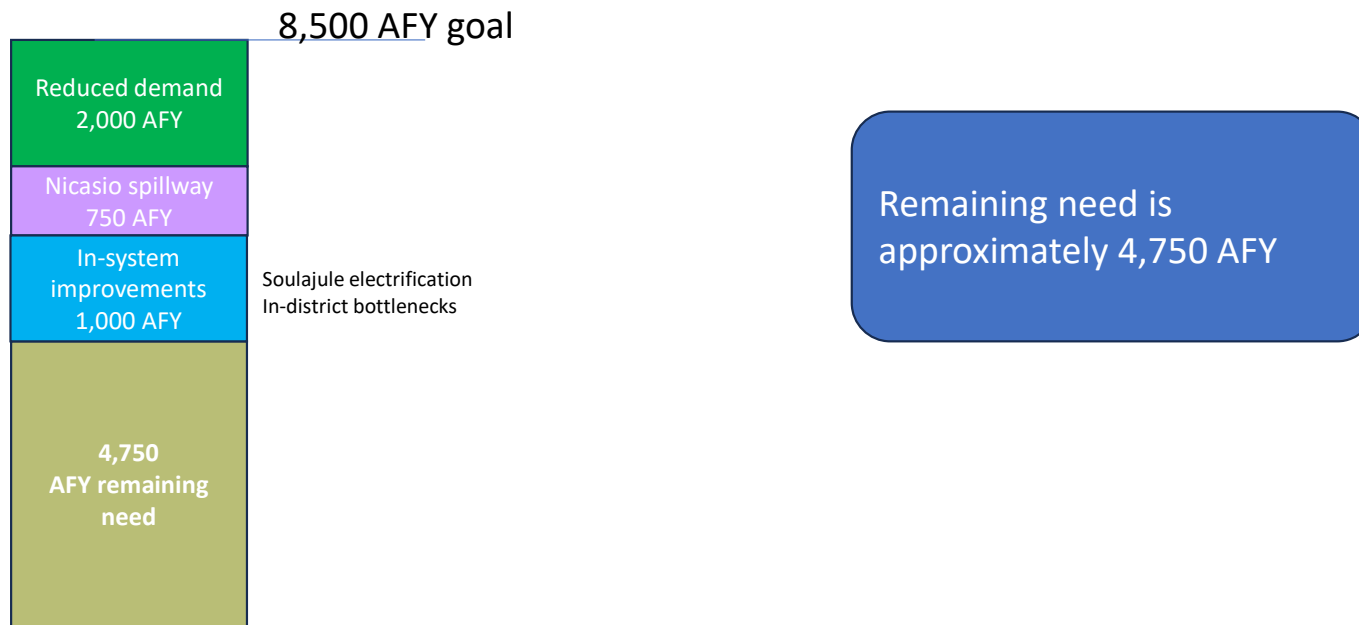 8,500 AFY goal
Reduced demand
2,000 AFY
Nicasio spillway
750 AFY
In-system
improvements
1,000 AFY
Soulajule electrification
In-district bottlenecks
4,750
AFY remaining
need
Remaining need is
approximately 4,750 AFY